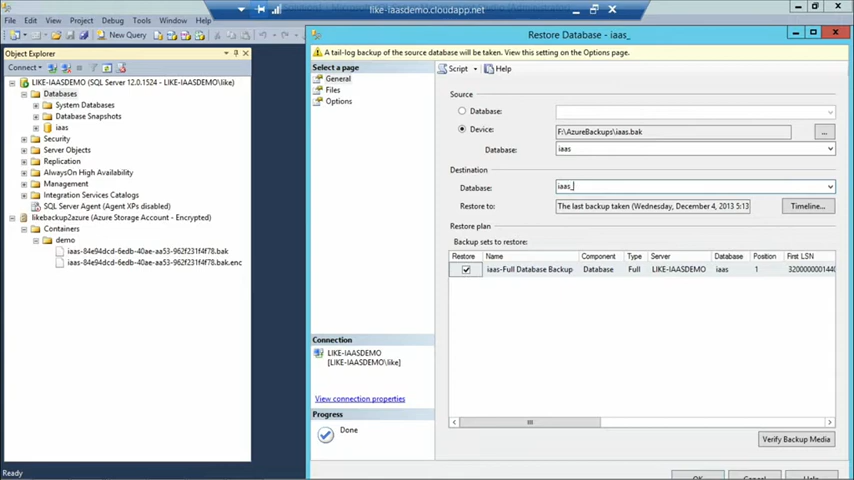 like-iaasdemo.cloudapp.net
File Edit View Project Debug Tools Window Help
New Query
Object Explorer
Connect
LIKE-IAASDEMO (SQL Server 12.0.1524 - LIKE-IAASDEMO\like)
Databases
System Databases
Database Snapshots
iaas
Security
Server Objects
Replication
AlwaysOn High Availability
Management
Integration Services Catalogs
SQL Server Agent (Agent XPs disabled)
likebackup2azure (Azure Storage Account - Encrypted)
Containers
demo
iaas-84e94dcd-6edb-40ae-aa53-962f231f4f78.bak
iaas-84e94dcd-6edb-40ae-aa53-962f231f4f78.bak.enc
Ready
Restore Database - iaas_
A tail-log backup of the source database will be taken. View this setting on the Options page.
Select a page
General
Files
Options
Connection
LIKE-IAASDEMO
[LIKE-IAASDEMO\like]
View connection properties
Progress
Done
Script Help
Source
Database:
Device: F:\AzureBackups\iaas.bak ...
Database: iaas
Destination
Database: iaas_
Restore to: The last backup taken (Wednesday, December 4, 2013 5:13 Timeline...
Restore plan
Backup sets to restore:
Restore Name Component Type Server Database Position First LSN
iaas-Full Database Backup Database Full LIKE-IAASDEMO iaas 1 3200000001440
Verify Backup Media
OK Cancel Help